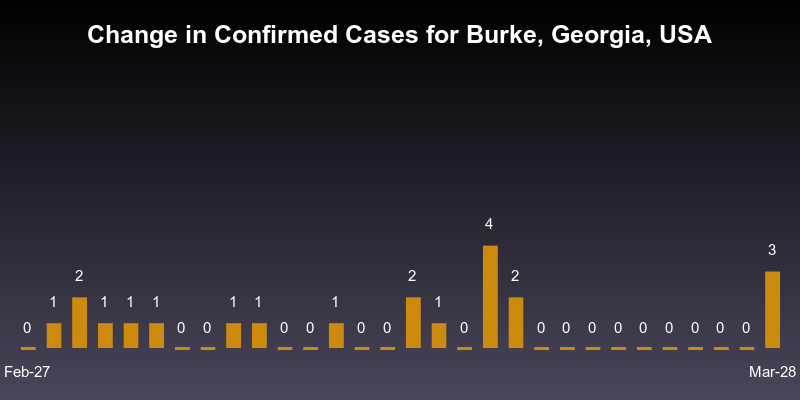 Change in Confirmed Cases for Burke, Georgia, USA
0 1 2 1 1 1 0 0 1 1 0 0 1 0 0 2 1 0 4 2 0 0 0 0 0 0 0 0 0 3
Feb-27 Mar-28